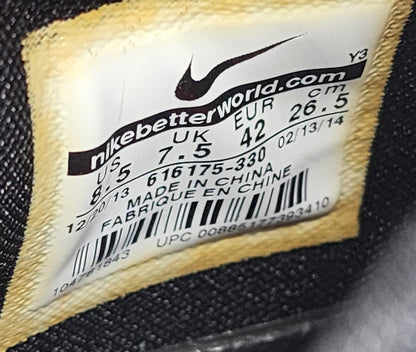 Y3
nikebetterworld.com
US UK EUR cm
8.5 7.5 42 26.5
12/20/13 616175-330 02/13/14
MADE IN CHINA
FABRIQUE EN CHINE
UPC 00885177393410